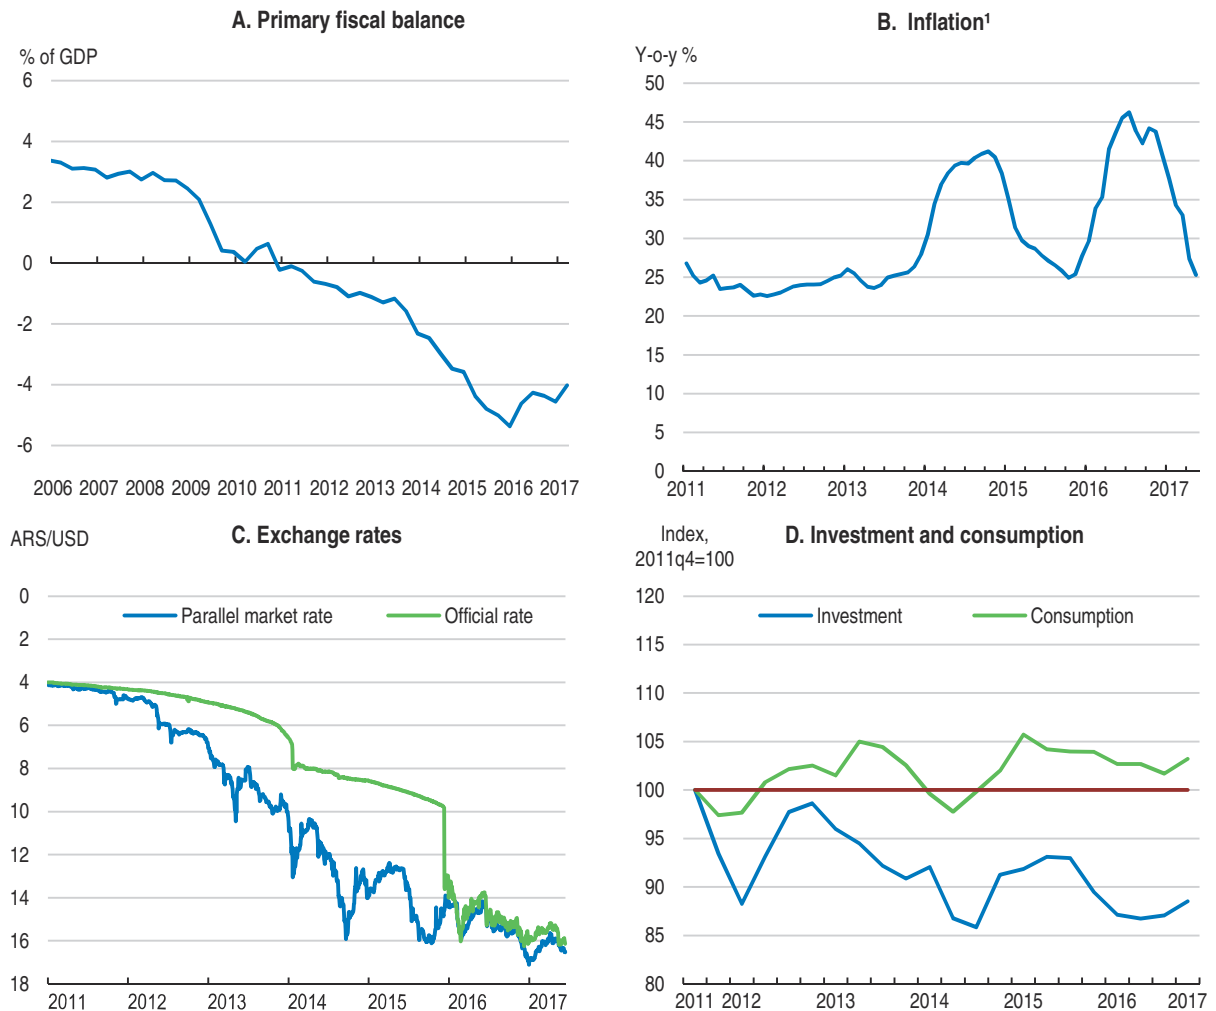 A. Primary fiscal balance
% of GDP
6
4
2
0
-2
-4
-6
2006 2007 2008 2009 2010 2011 2012 2013 2014 2015 2016 2017
B. Inflation¹
Y-o-y %
50
45
40
35
30
25
20
15
10
5
0
2011 2012 2013 2014 2015 2016 2017
C. Exchange rates
ARS/USD
0
Parallel market rate Official rate
2
4
6
8
10
12
14
16
18
2011 2012 2013 2014 2015 2016 2017
D. Investment and consumption
Index,
2011q4=100
120
Investment Consumption
115
110
105
100
95
90
85
80
2011 2012 2013 2014 2015 2016 2017